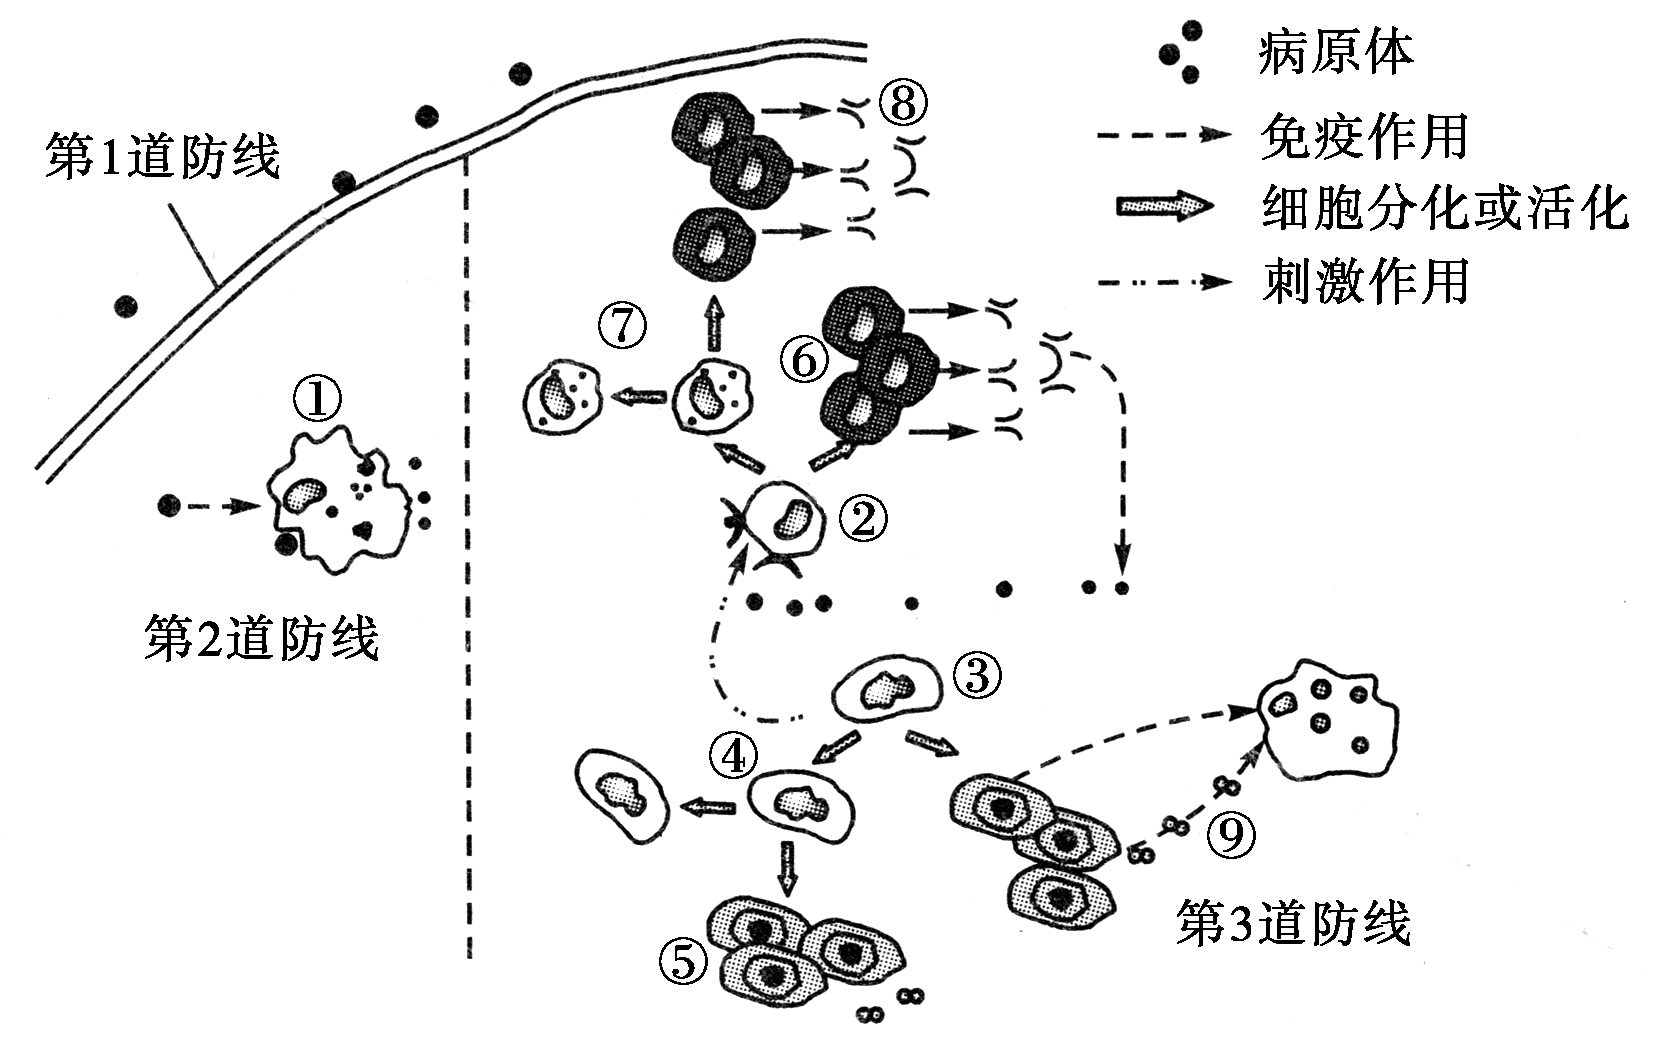 病原体
免疫作用
细胞分化或活化
刺激作用
第1道防线
⑧
⑦
⑥
①
②
第2道防线
③
④
⑨
第3道防线
⑤